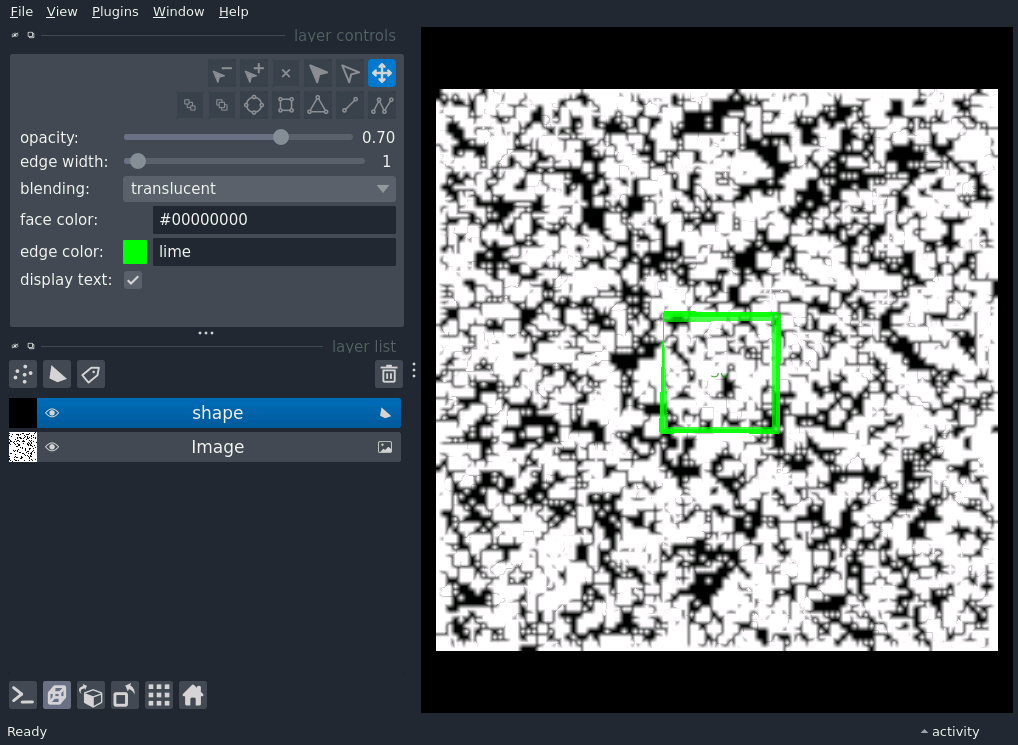 File View Plugins Window Help
layer controls
opacity: 0.70
edge width: 1
blending: translucent
face color: #00000000
edge color: lime
display text:
layer list
shape
Image
Ready
activity